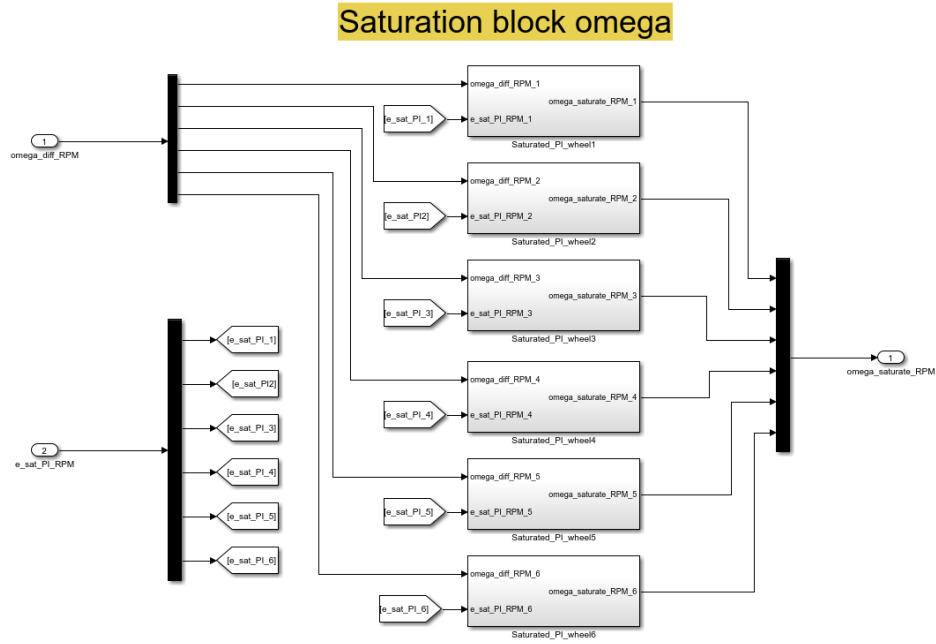 Saturation block omega
1
omega_diff_RPM
2
e_sat_PI_RPM
[e_sat_PI_1]
[e_sat_PI2]
[e_sat_PI_3]
[e_sat_PI_4]
[e_sat_PI_5]
[e_sat_PI_6]
omega_diff_RPM_1
omega_saturate_RPM_1
[e_sat_PI_1]
e_sat_PI_RPM_1
Saturated_PI_wheel1
omega_diff_RPM_2
omega_saturate_RPM_2
[e_sat_PI2]
e_sat_PI_RPM_2
Saturated_PI_wheel2
omega_diff_RPM_3
omega_saturate_RPM_3
[e_sat_PI_3]
e_sat_PI_RPM_3
Saturated_PI_wheel3
omega_diff_RPM_4
omega_saturate_RPM_4
[e_sat_PI_4]
e_sat_PI_RPM_4
Saturated_PI_wheel4
omega_diff_RPM_5
omega_saturate_RPM_5
[e_sat_PI_5]
e_sat_PI_RPM_5
Saturated_PI_wheel5
omega_diff_RPM_6
omega_saturate_RPM_6
[e_sat_PI_6]
e_sat_PI_RPM_6
Saturated_PI_wheel6
1
omega_saturate_RPM